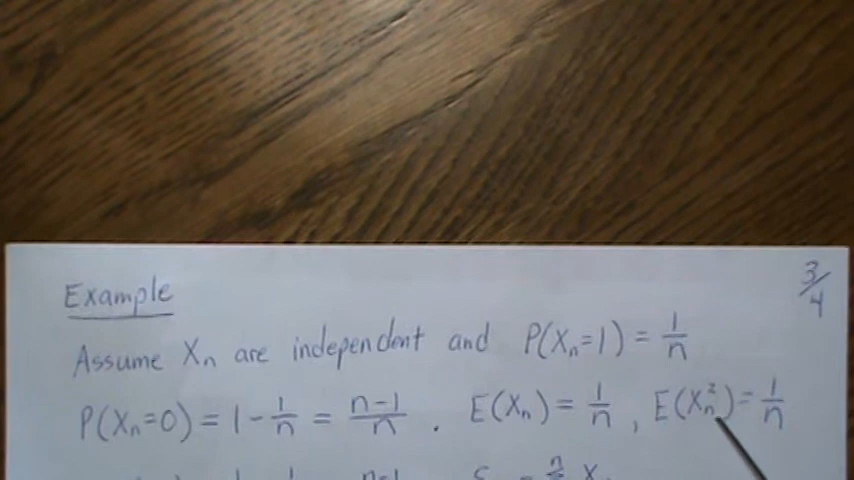 Example
3/4
Assume Xn are independent and P(Xn=1) = 1/n
P(Xn=0) = 1 - 1/n = n-1/n . E(Xn) = 1/n , E(Xn²) = 1/n